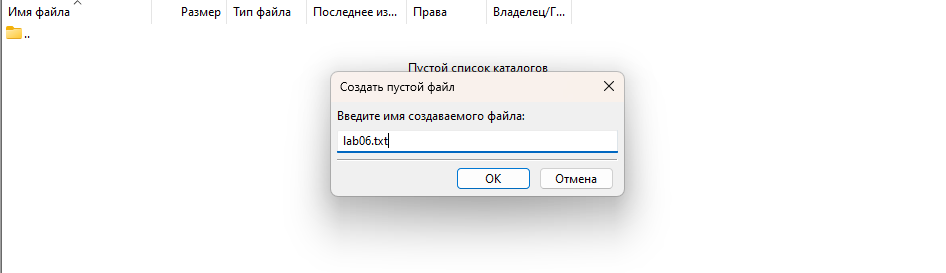 Имя файла Размер Тип файла Последнее из... Права Владелец/Г...
..
Пустой список каталогов
Создать пустой файл
Введите имя создаваемого файла:
lab06.txt
ОК Отмена